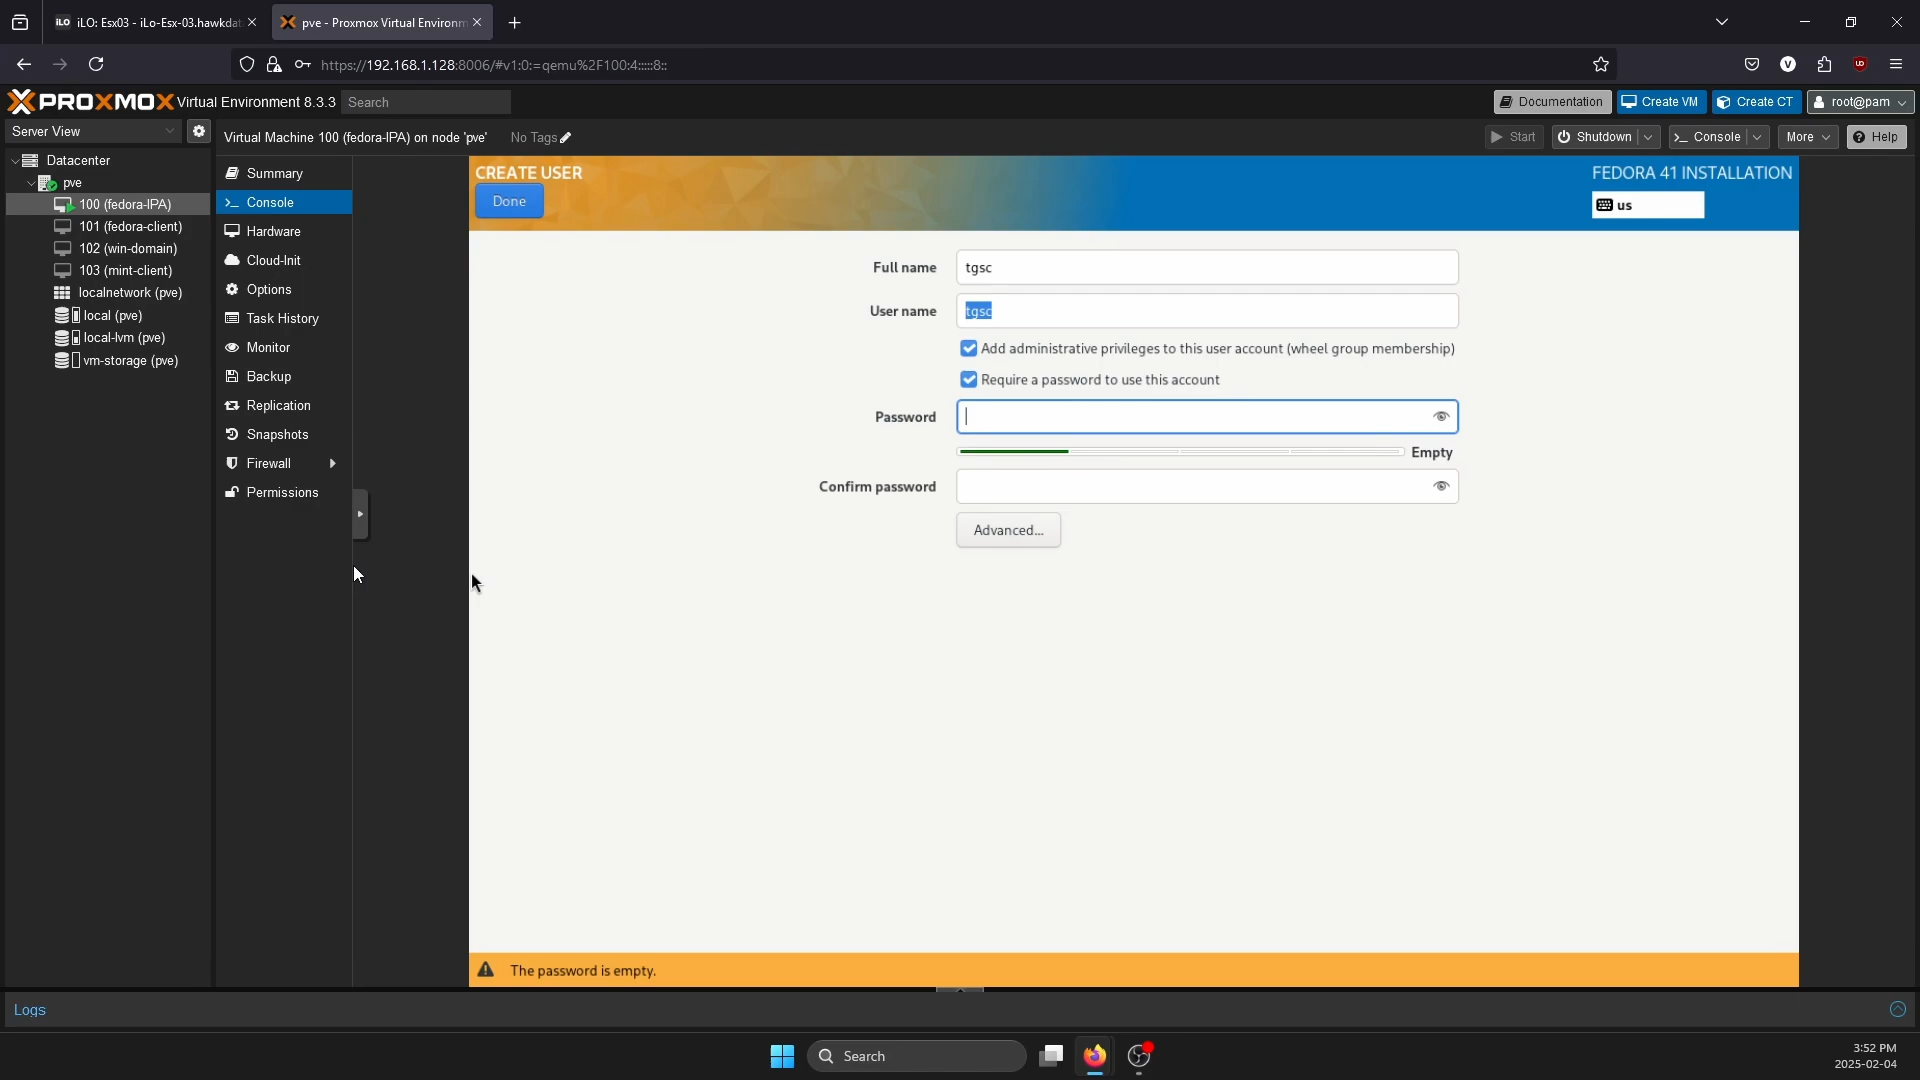 iLO: Esx03 - iLo-Esx-03.hawkdat
pve - Proxmox Virtual Environm
https://192.168.1.128:8006/#v1:0:=qemu%2F100:4:::::8::
PROXMOX Virtual Environment 8.3.3
Search
Documentation
Create VM
Create CT
root@pam
Server View
Virtual Machine 100 (fedora-IPA) on node 'pve'
No Tags
Start
Shutdown
Console
More
Help
Datacenter
pve
100 (fedora-IPA)
101 (fedora-client)
102 (win-domain)
103 (mint-client)
localnetwork (pve)
local (pve)
local-lvm (pve)
vm-storage (pve)
Summary
Console
Hardware
Cloud-Init
Options
Task History
Monitor
Backup
Replication
Snapshots
Firewall
Permissions
CREATE USER
Done
FEDORA 41 INSTALLATION
us
Full name
tgsc
User name
tgsc
Add administrative privileges to this user account (wheel group membership)
Require a password to use this account
Password
Empty
Confirm password
Advanced...
The password is empty.
Logs
Search
3:52 PM
2025-02-04